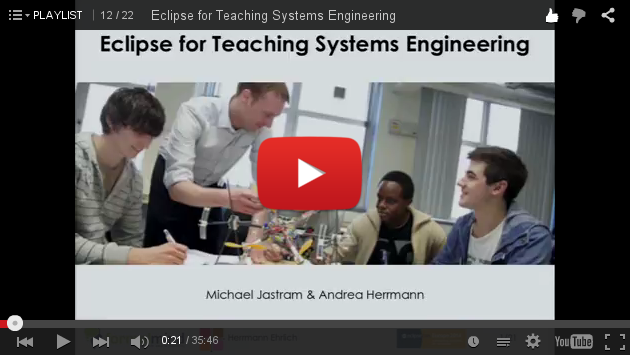 PLAYLIST 12 / 22 Eclipse for Teaching Systems Engineering
Eclipse for Teaching Systems Engineering
Michael Jastram & Andrea Herrmann
Herrmann
0:21 / 35:46 YouTube